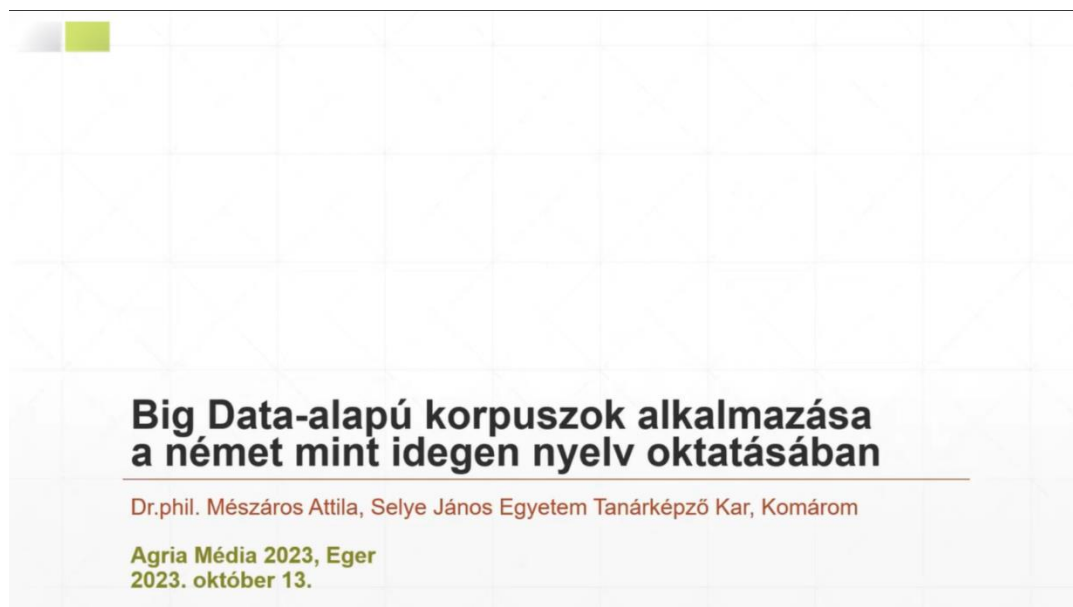 Big Data-alapú korpuszok alkalmazása
a német mint idegen nyelv oktatásában
Dr.phil. Mészáros Attila, Selye János Egyetem Tanárképző Kar, Komárom
Agria Média 2023, Eger
2023. október 13.